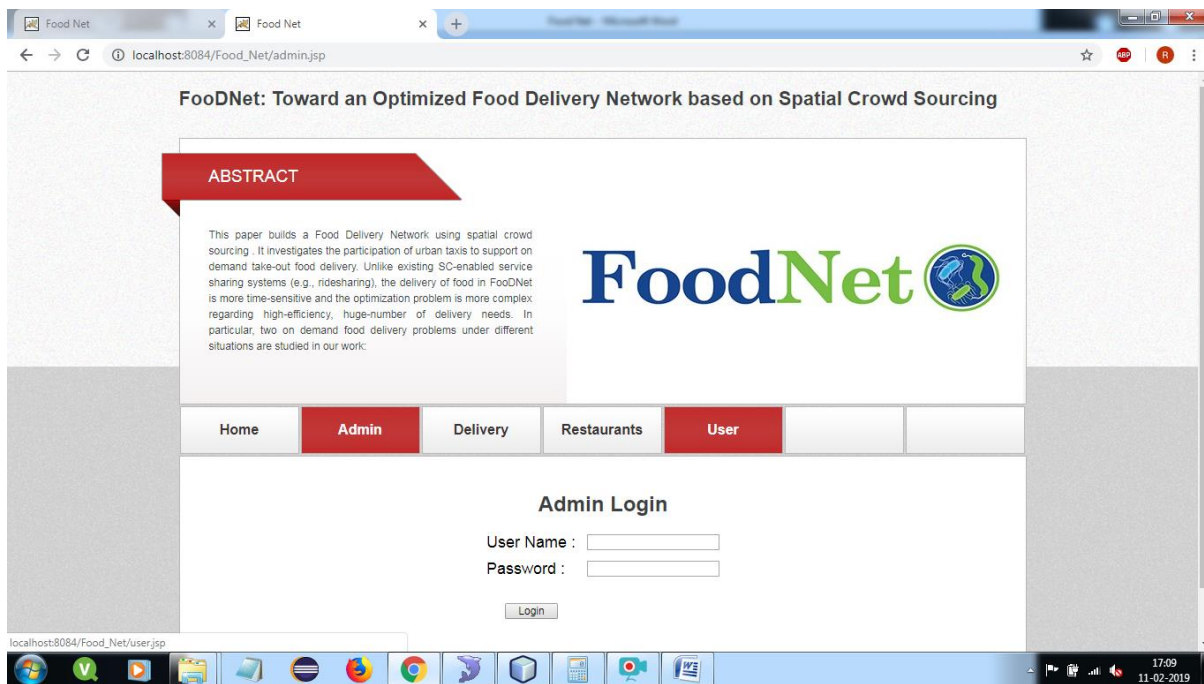 Food Net
Food Net
Food Net - Microsoft Word
localhost:8084/Food_Net/admin.jsp
ABP
R
FooDNet: Toward an Optimized Food Delivery Network based on Spatial Crowd Sourcing
ABSTRACT
This paper builds a Food Delivery Network using spatial crowd
sourcing . It investigates the participation of urban taxis to support on
demand take-out food delivery. Unlike existing SC-enabled service
sharing systems (e.g., ridesharing), the delivery of food in FooDNet
is more time-sensitive and the optimization problem is more complex
regarding high-efficiency, huge-number of delivery needs. In
particular, two on demand food delivery problems under different
situations are studied in our work:
FoodNet
Home Admin Delivery Restaurants User
Admin Login
User Name :
Password :
Login
localhost:8084/Food_Net/user.jsp
17:09
11-02-2019